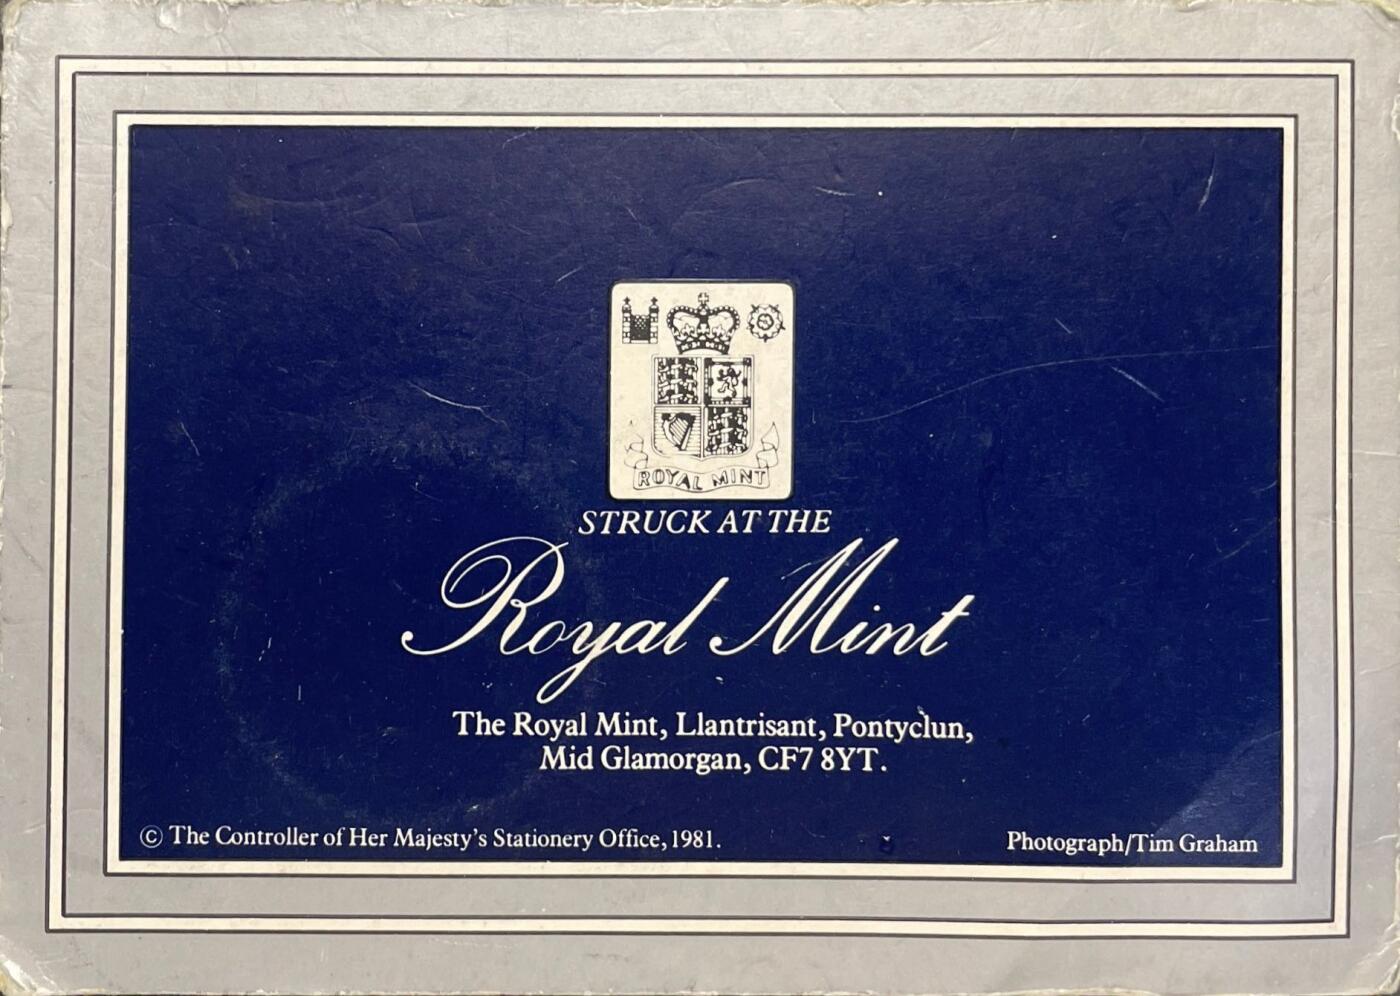 ROYAL MINT
STRUCK AT THE
Royal Mint
The Royal Mint, Llantrisant, Pontyclun,
Mid Glamorgan, CF7 8YT.
© The Controller of Her Majesty's Stationery Office, 1981.
Photograph/Tim Graham